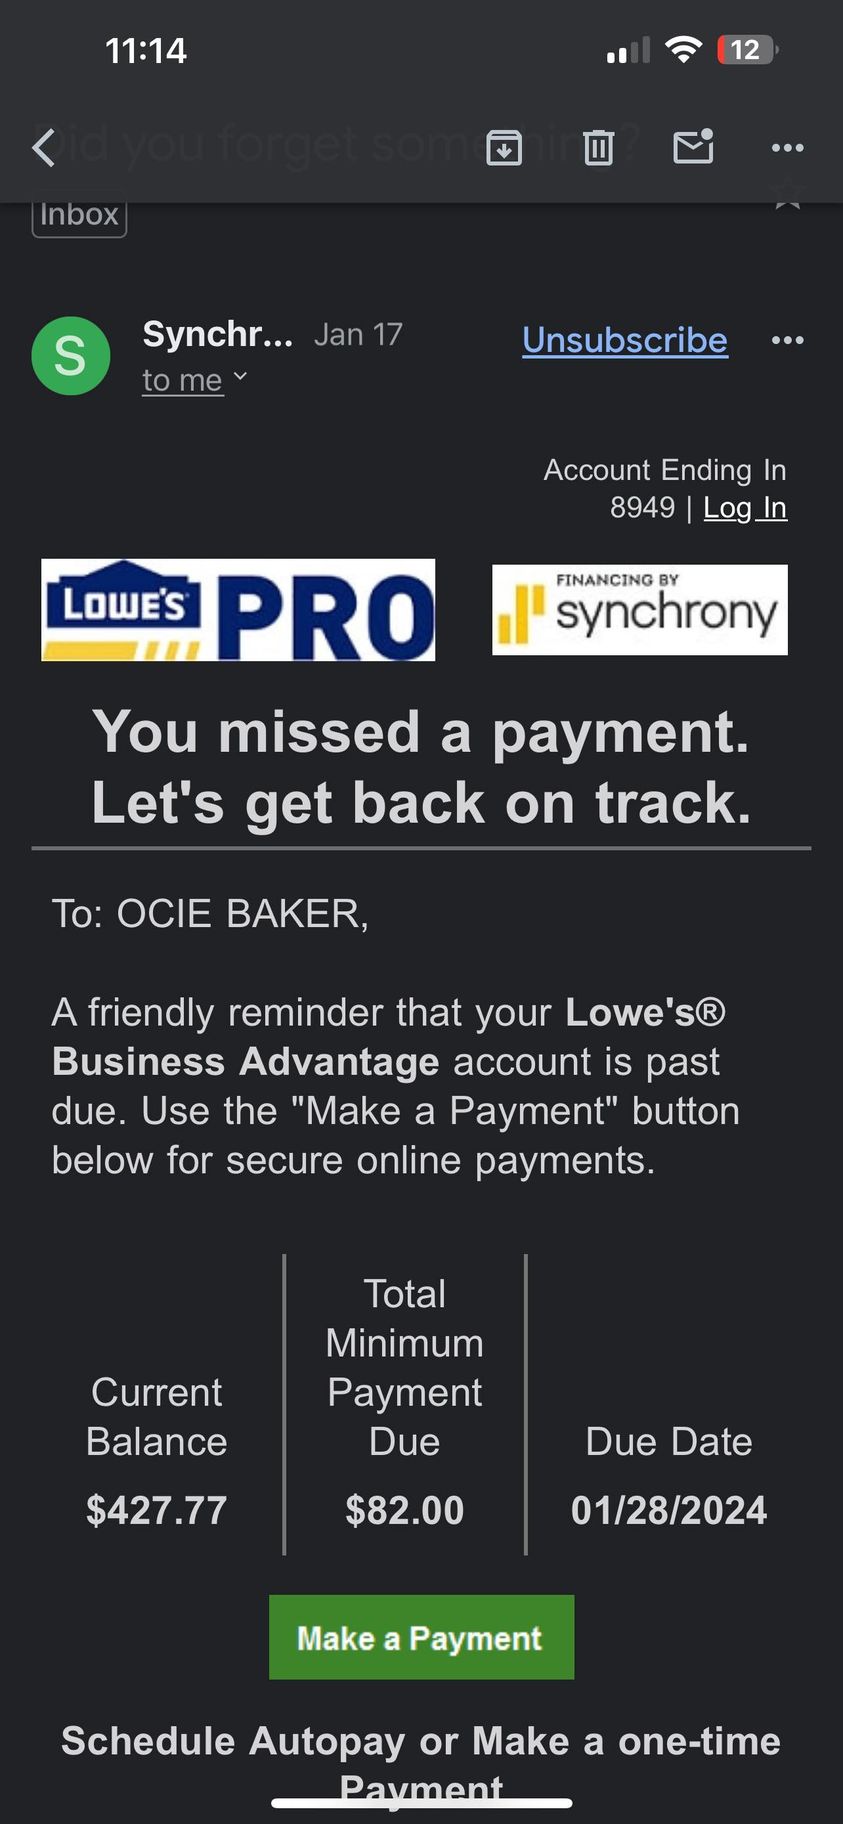 11:14
12
Did you forget something?
Inbox
Synchr... Jan 17
Unsubscribe
to me
S
Account Ending In
8949 | Log In
LOWE'S PRO
FINANCING BY
synchrony
You missed a payment.
Let's get back on track.
To: OCIE BAKER,
A friendly reminder that your Lowe's®
Business Advantage account is past
due. Use the "Make a Payment" button
below for secure online payments.
Current
Balance
$427.77
Total
Minimum
Payment
Due
$82.00
Due Date
01/28/2024
Make a Payment
Schedule Autopay or Make a one-time
Payment